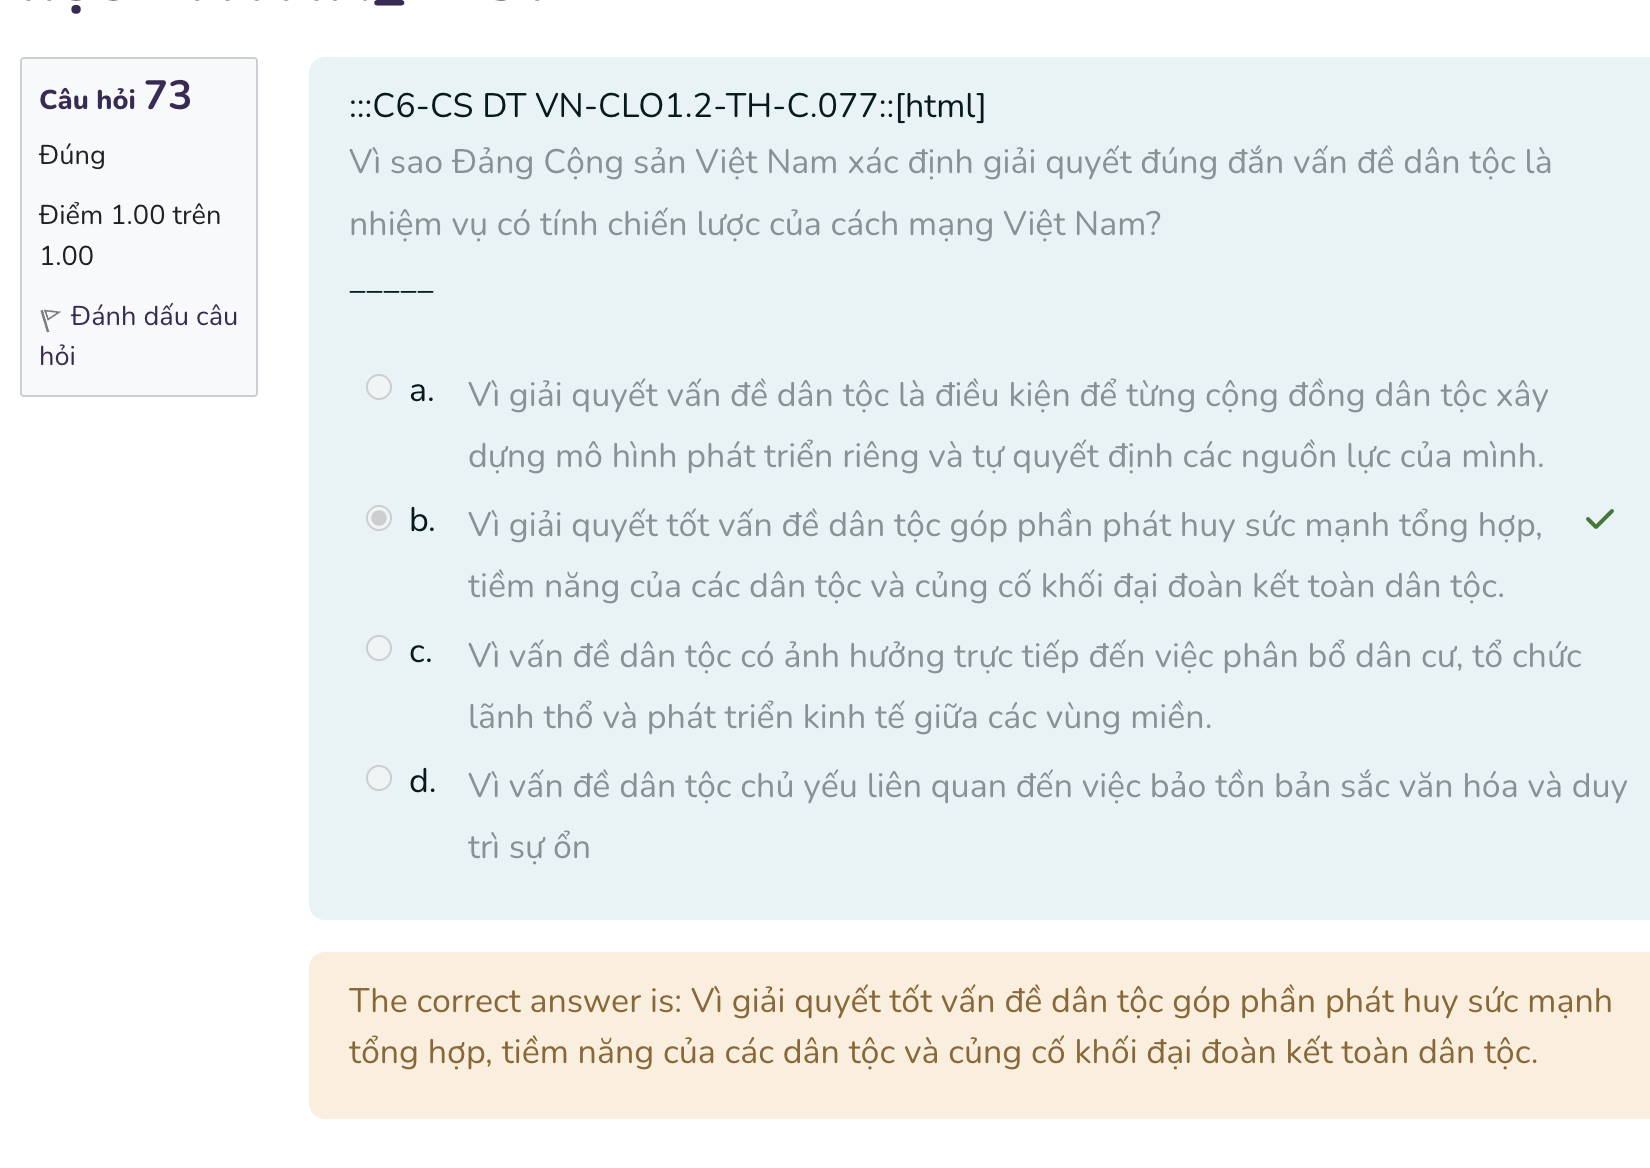 Câu hỏi 73
Đúng
Điểm 1.00 trên
1.00
Đánh dấu câu
hỏi
:::C6-CS DT VN-CLO1.2-TH-C.077::[html]
Vì sao Đảng Cộng sản Việt Nam xác định giải quyết đúng đắn vấn đề dân tộc là
nhiệm vụ có tính chiến lược của cách mạng Việt Nam?
_____
a. Vì giải quyết vấn đề dân tộc là điều kiện để từng cộng đồng dân tộc xây
dựng mô hình phát triển riêng và tự quyết định các nguồn lực của mình.
b. Vì giải quyết tốt vấn đề dân tộc góp phần phát huy sức mạnh tổng hợp,
tiềm năng của các dân tộc và củng cố khối đại đoàn kết toàn dân tộc.
c. Vì vấn đề dân tộc có ảnh hưởng trực tiếp đến việc phân bổ dân cư, tổ chức
lãnh thổ và phát triển kinh tế giữa các vùng miền.
d. Vì vấn đề dân tộc chủ yếu liên quan đến việc bảo tồn bản sắc văn hóa và duy
trì sự ổn
The correct answer is: Vì giải quyết tốt vấn đề dân tộc góp phần phát huy sức mạnh
tổng hợp, tiềm năng của các dân tộc và củng cố khối đại đoàn kết toàn dân tộc.